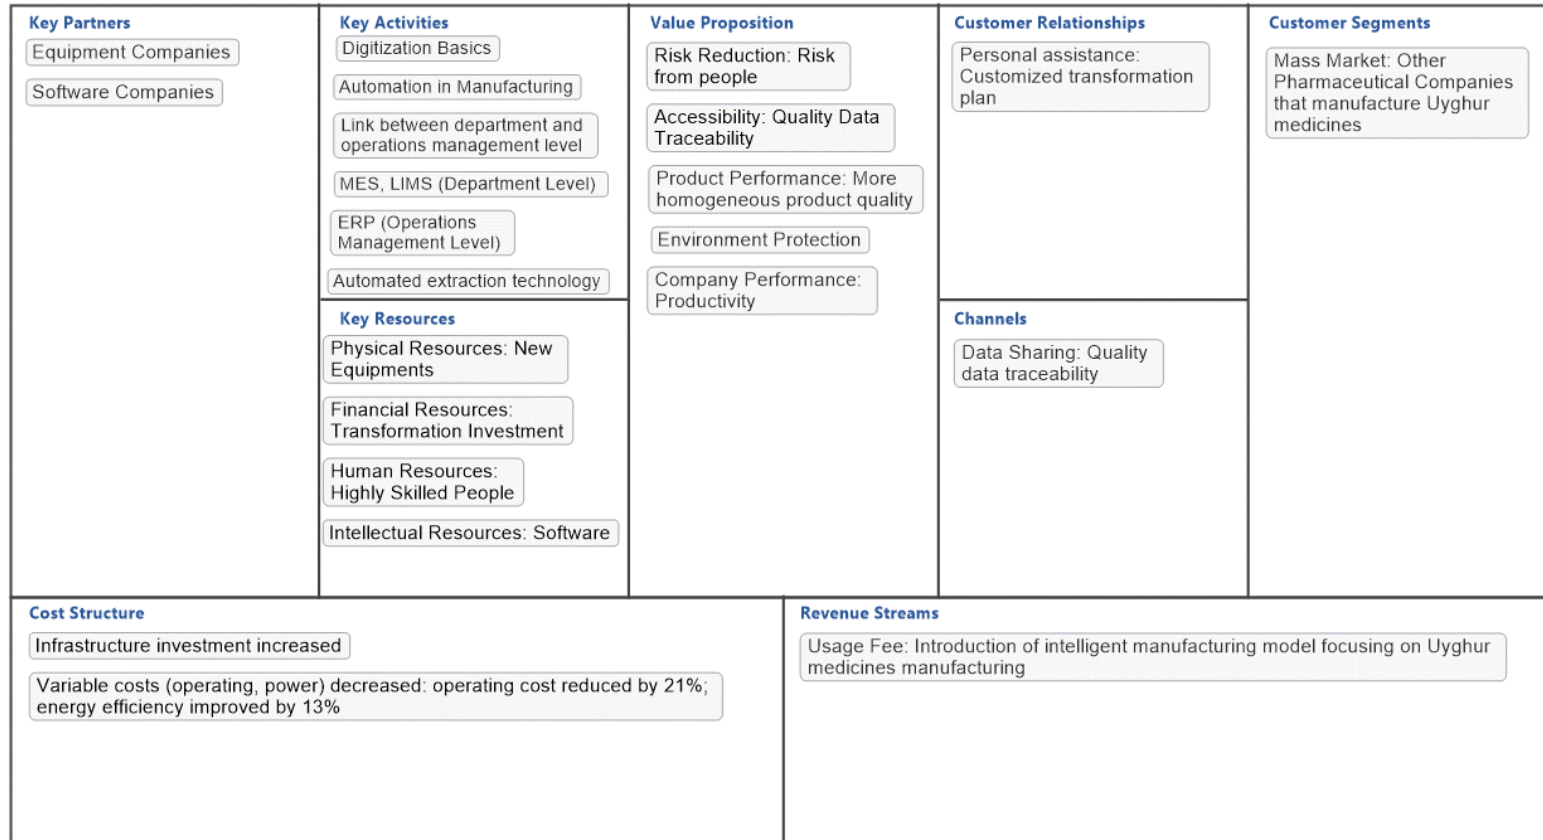 Key Partners
Equipment Companies
Software Companies
Key Activities
Digitization Basics
Automation in Manufacturing
Link between department and
operations management level
MES, LIMS (Department Level)
ERP (Operations
Management Level)
Automated extraction technology
Key Resources
Physical Resources: New
Equipments
Financial Resources:
Transformation Investment
Human Resources:
Highly Skilled People
Intellectual Resources: Software
Value Proposition
Risk Reduction: Risk
from people
Accessibility: Quality Data
Traceability
Product Performance: More
homogeneous product quality
Environment Protection
Company Performance:
Productivity
Customer Relationships
Personal assistance:
Customized transformation
plan
Channels
Data Sharing: Quality
data traceability
Customer Segments
Mass Market: Other
Pharmaceutical Companies
that manufacture Uyghur
medicines
Cost Structure
Infrastructure investment increased
Variable costs (operating, power) decreased: operating cost reduced by 21%;
energy efficiency improved by 13%
Revenue Streams
Usage Fee: Introduction of intelligent manufacturing model focusing on Uyghur
medicines manufacturing